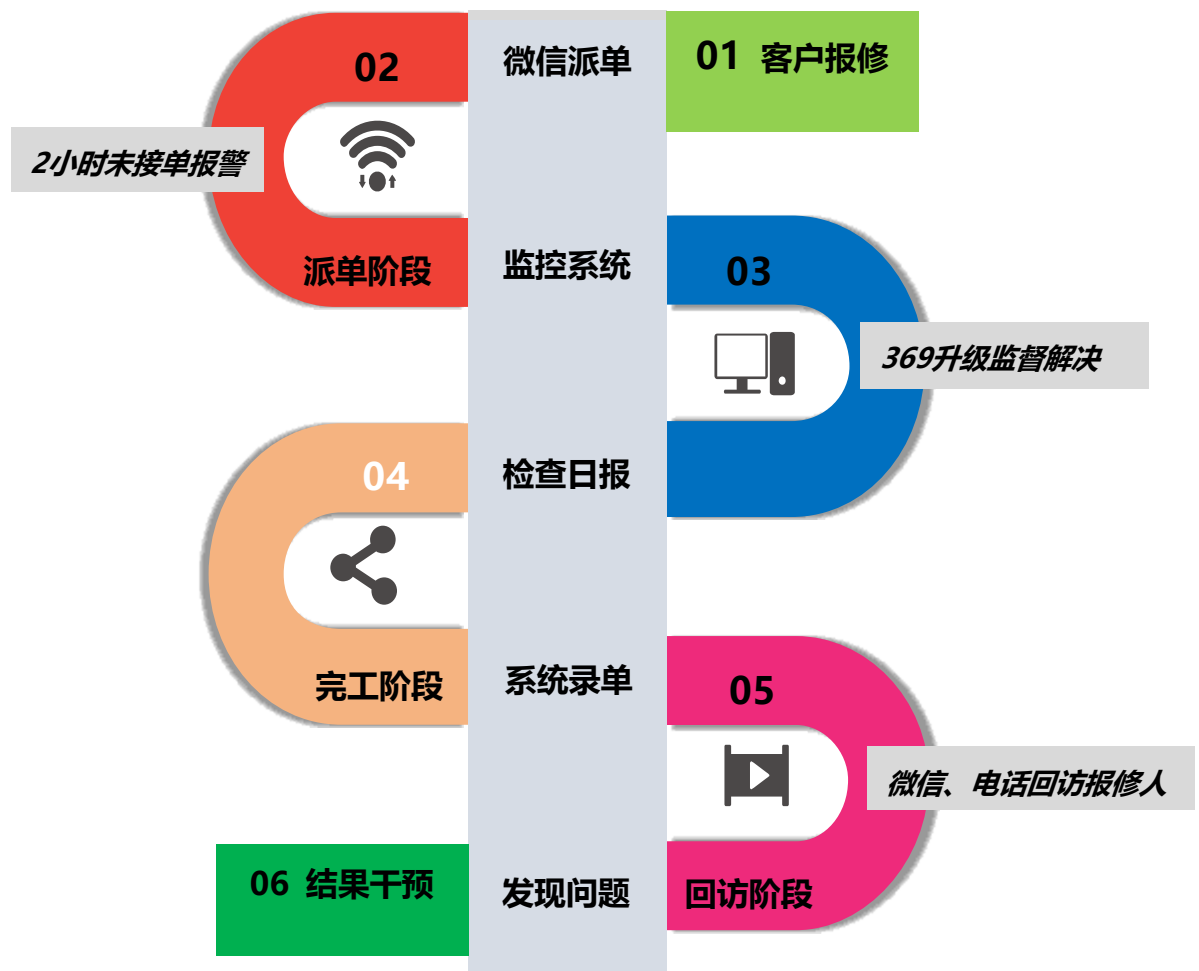 01 客户报修
微信派单
02
2小时未接单报警
派单阶段
监控系统
03
369升级监督解决
检查日报
04
完工阶段
系统录单
05
微信、电话回访报修人
回访阶段
发现问题
06 结果干预